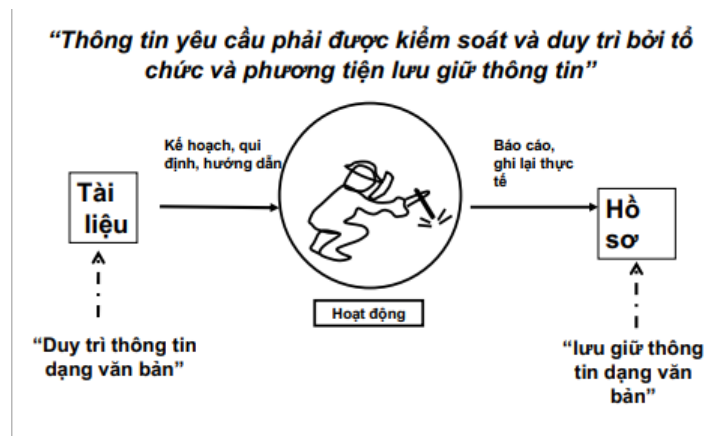 “Thông tin yêu cầu phải được kiểm soát và duy trì bởi tổ
chức và phương tiện lưu giữ thông tin”
Kế hoạch, qui
định, hướng dẫn
Báo cáo,
ghi lại thực
tế
Tài
liệu
Hồ
sơ
Hoạt động
“Duy trì thông tin
dạng văn bản”
“lưu giữ thông
tin dạng văn
bản”